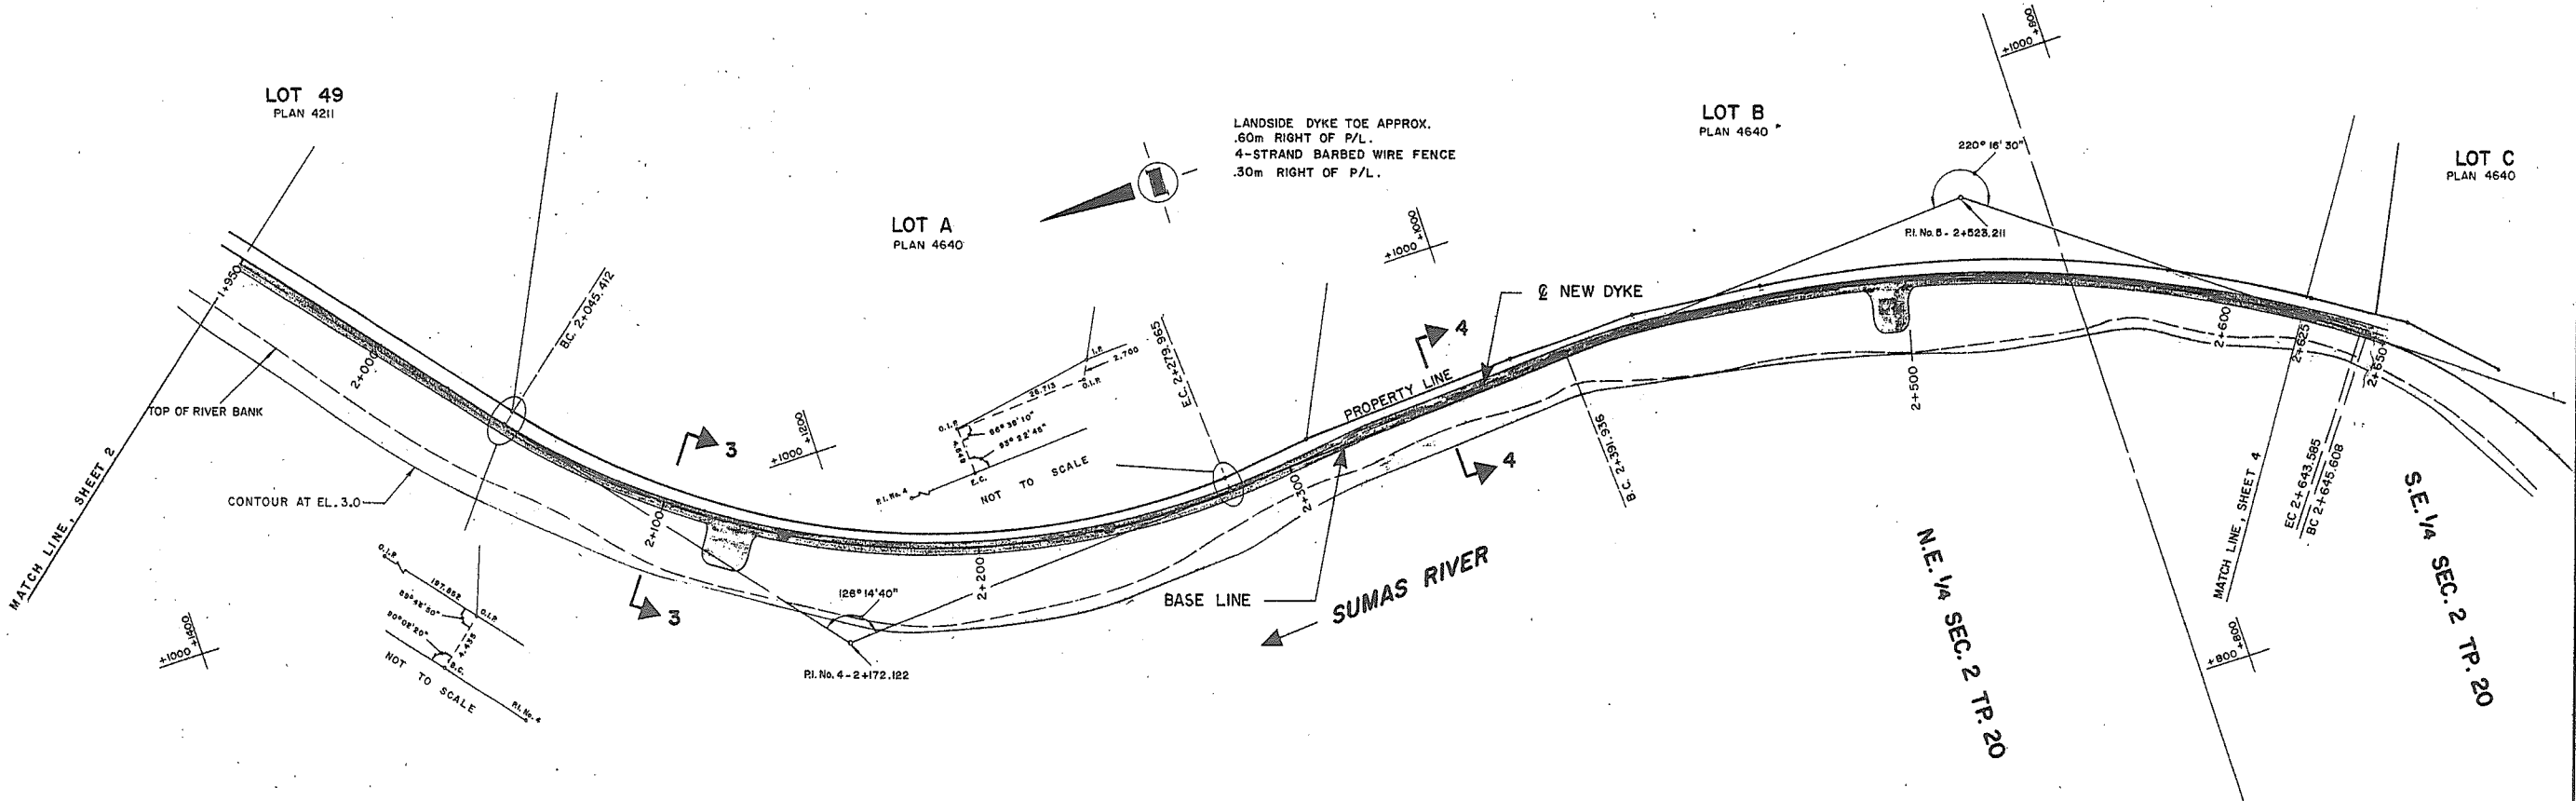 LOT 49
PLAN 4211
LANDSIDE DYKE TOE APPROX.
.60m RIGHT OF P/L.
4-STRAND BARBED WIRE FENCE
.30m RIGHT OF P/L.
LOT A
PLAN 4640
LOT B
PLAN 4640
LOT C
PLAN 4640
+1000
+800
220° 16' 30"
P.I. No. 5 - 2+523.211
+1000
+1000
℄ NEW DYKE
1+950
2+000
B.C. 2+045.412
TOP OF RIVER BANK
CONTOUR AT EL. 3.0
MATCH LINE, SHEET 2
3
3
2+100
+1000
+1200
I.P.
2.700
26.713
O.I.P.
O.I.P.
86° 38' 10"
93° 22' 45"
4.649
E.C.
P.I. No. 4
NOT TO SCALE
E.C. 2+279.965
PROPERTY LINE
4
4
2+200
2+300
BASE LINE
SUMAS RIVER
B.C. 2+391.936
2+500
2+600
2+625
2+650
EC 2+643.585
BC 2+645.608
MATCH LINE, SHEET 4
S.E. 1/4 SEC. 2 TP. 20
N.E. 1/4 SEC. 2 TP. 20
+800
+800
126° 14' 40"
P.I. No. 4 - 2+172.122
O.I.P.
197.852
O.I.P.
89° 48' 50"
90° 02' 20"
4.435
B.C.
P.I. No. 4
NOT TO SCALE
+1000
+1400